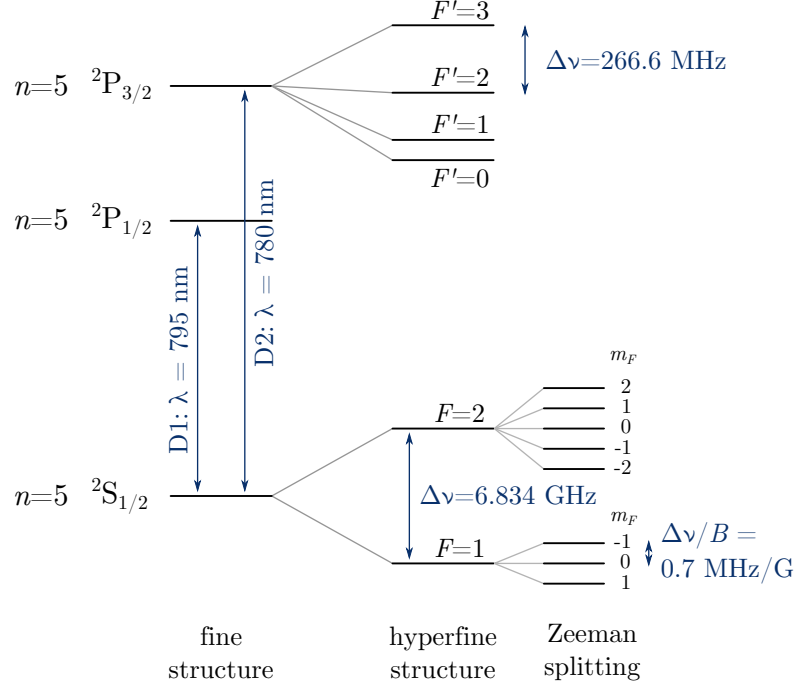 F'=3
Δν=266.6 MHz
n=5 ²P₃/₂
F'=2
F'=1
F'=0
n=5 ²P₁/₂
D1: λ = 795 nm
D2: λ = 780 nm
m_F
2
1
0
-1
-2
F=2
n=5 ²S₁/₂
Δν=6.834 GHz
m_F
-1
0
1
Δν/B =
0.7 MHz/G
F=1
fine
structure
hyperfine
structure
Zeeman
splitting